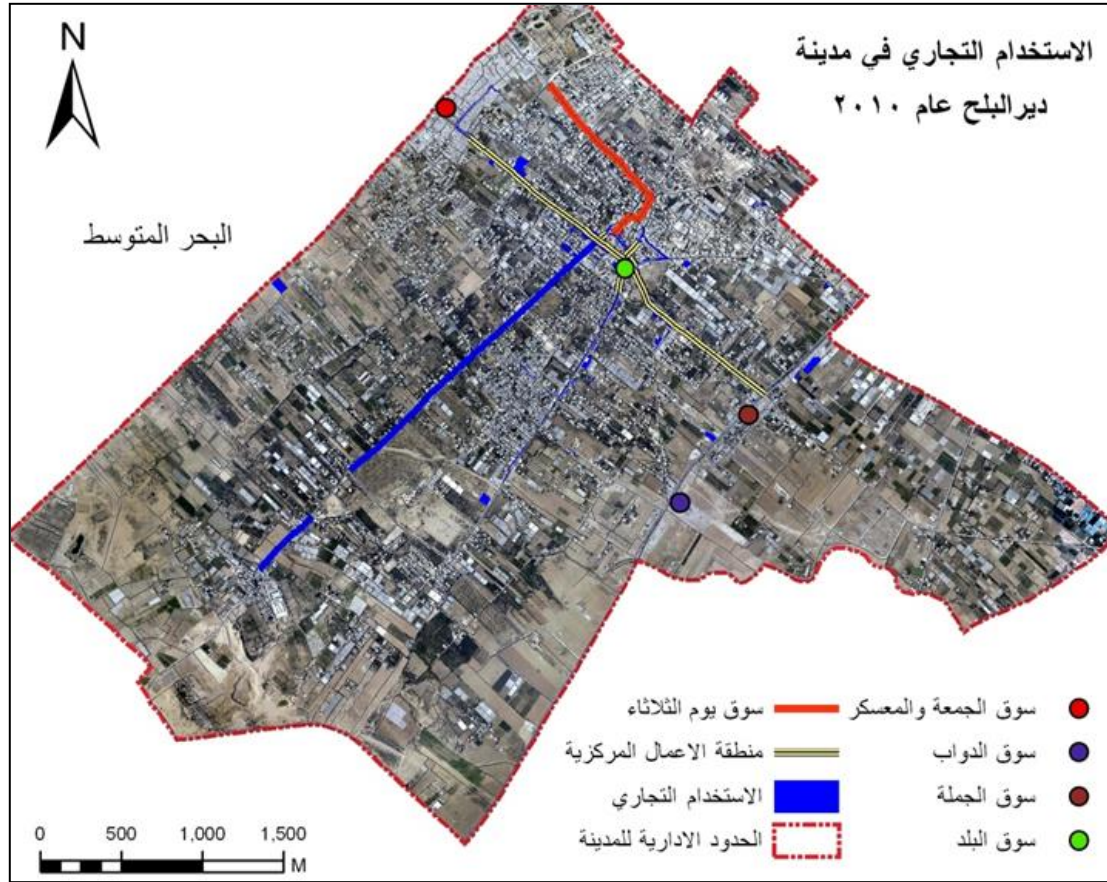 الاستخدام التجاري في مدينة
ديرالبلح عام ٢٠١٠
N
البحر المتوسط
سوق الجمعة والمعسكر
سوق يوم الثلاثاء
سوق الدواب
منطقة الاعمال المركزية
سوق الجملة
الاستخدام التجاري
سوق البلد
الحدود الادارية للمدينة
0 500 1,000 1,500
M